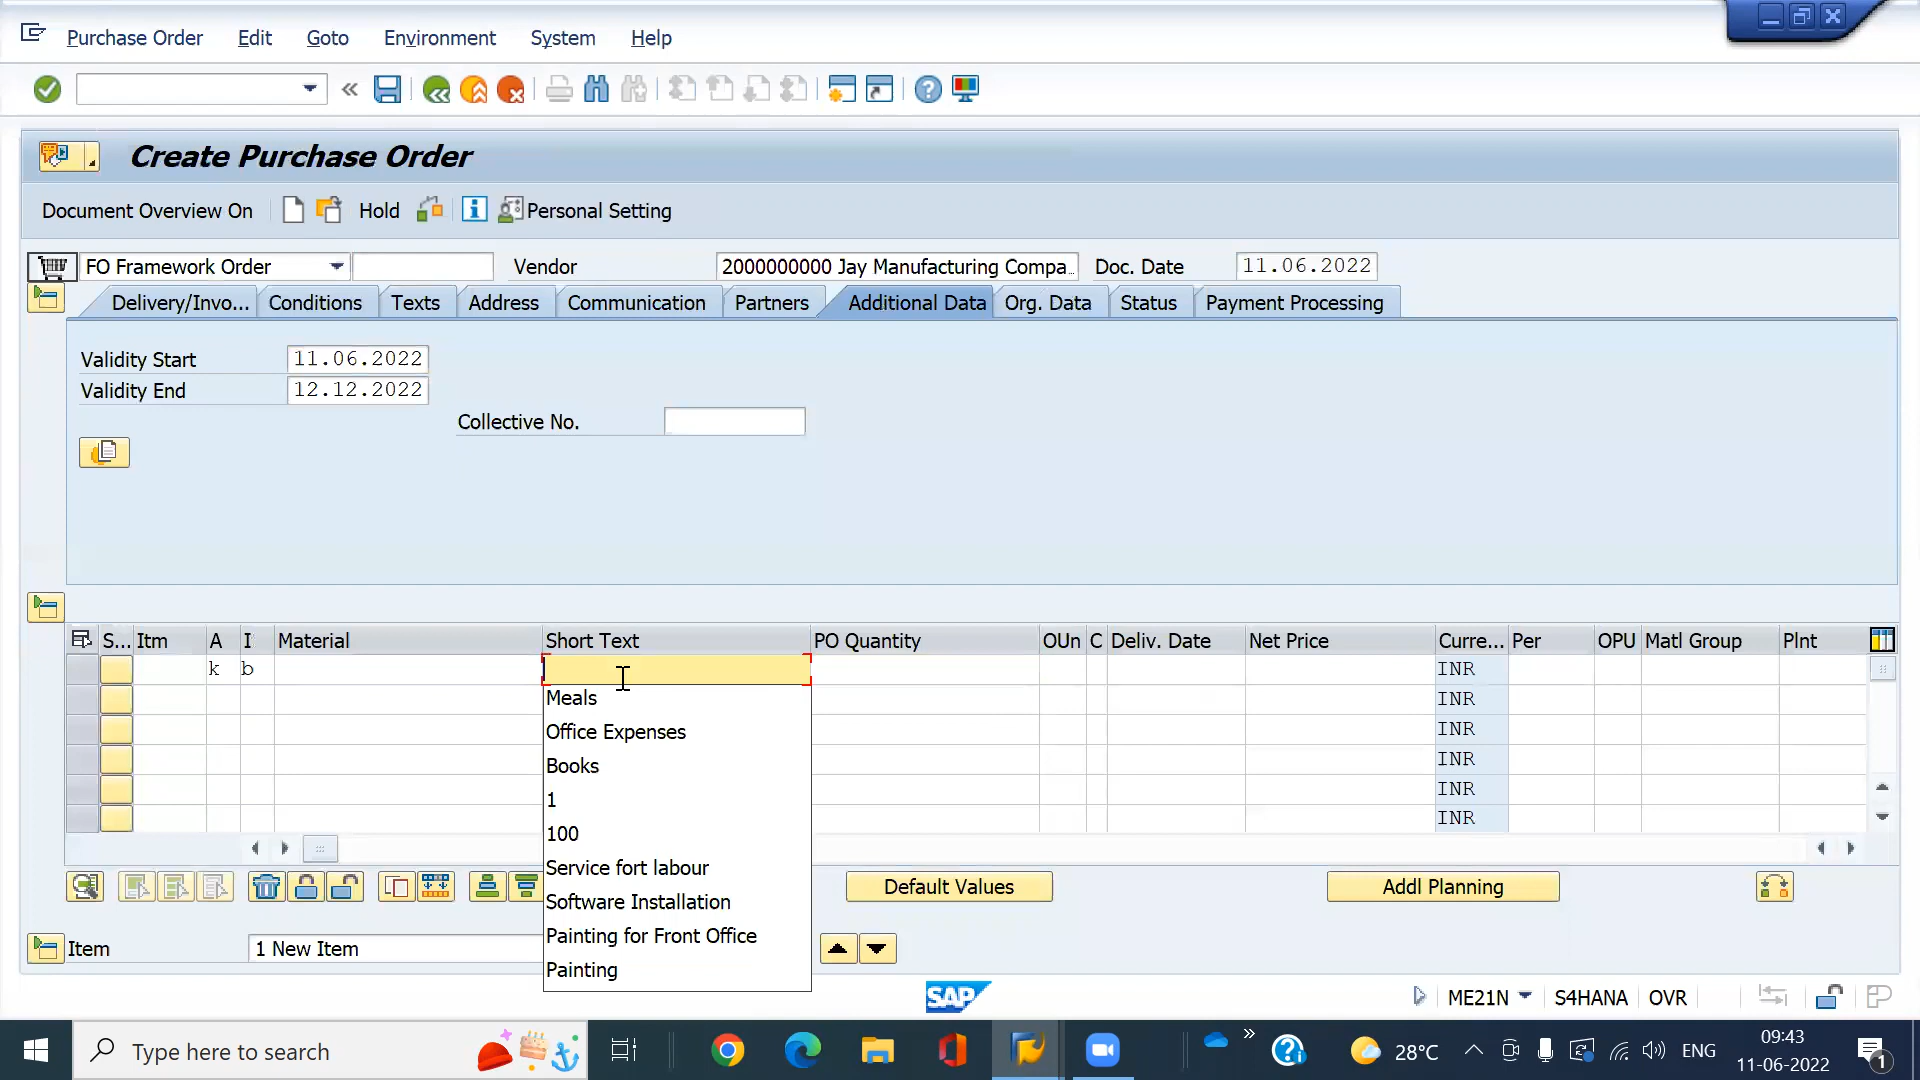 Purchase Order Edit Goto Environment System Help
Create Purchase Order
Document Overview On Hold Personal Setting
FO Framework Order Vendor 2000000000 Jay Manufacturing Compa.. Doc. Date 11.06.2022
Delivery/Invo... Conditions Texts Address Communication Partners Additional Data Org. Data Status Payment Processing
Validity Start 11.06.2022
Validity End 12.12.2022
Collective No.
S... Itm A I Material Short Text PO Quantity OUn C Deliv. Date Net Price Curre... Per OPU Matl Group Plnt
k b INR
Meals INR
Office Expenses INR
Books INR
1 INR
100 INR
Service fort labour
Default Values Addl Planning
Software Installation
Painting for Front Office
Item 1 New Item
Painting
SAP ME21N S4HANA OVR
Type here to search 28°C ENG 09:43
11-06-2022 1